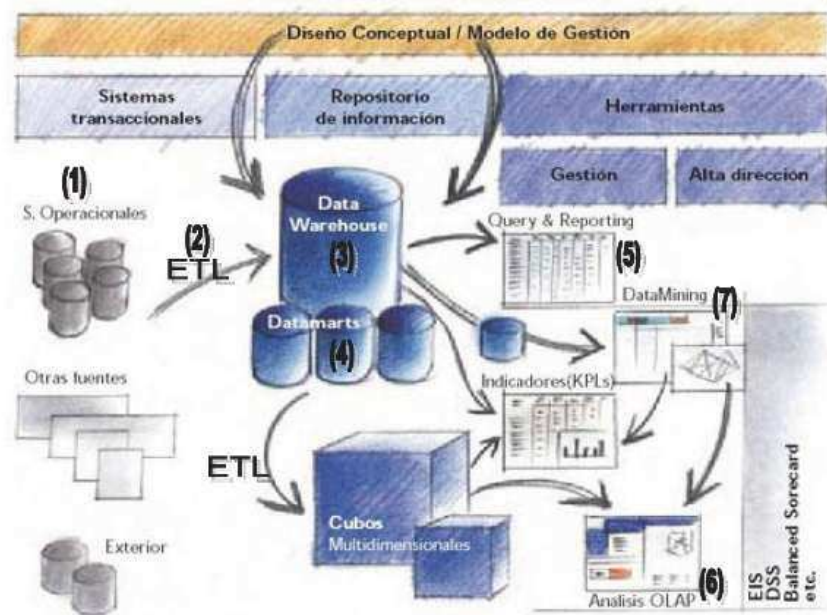 Diseño Conceptual / Modelo de Gestión
Sistemas
transaccionales
Repositorio
de información
Herramientas
Gestión
Alta dirección
(1)
S. Operacionales
(2)
ETL
Data
Warehouse
(3)
Query & Reporting
(5)
DataMining
(7)
Datamarts
(4)
Otras fuentes
Indicadores(KPLs)
ETL
Cubos
Multidimensionales
Exterior
(6)
Analisis OLAP
EIS
DSS
Balanced Sorecard
etc.